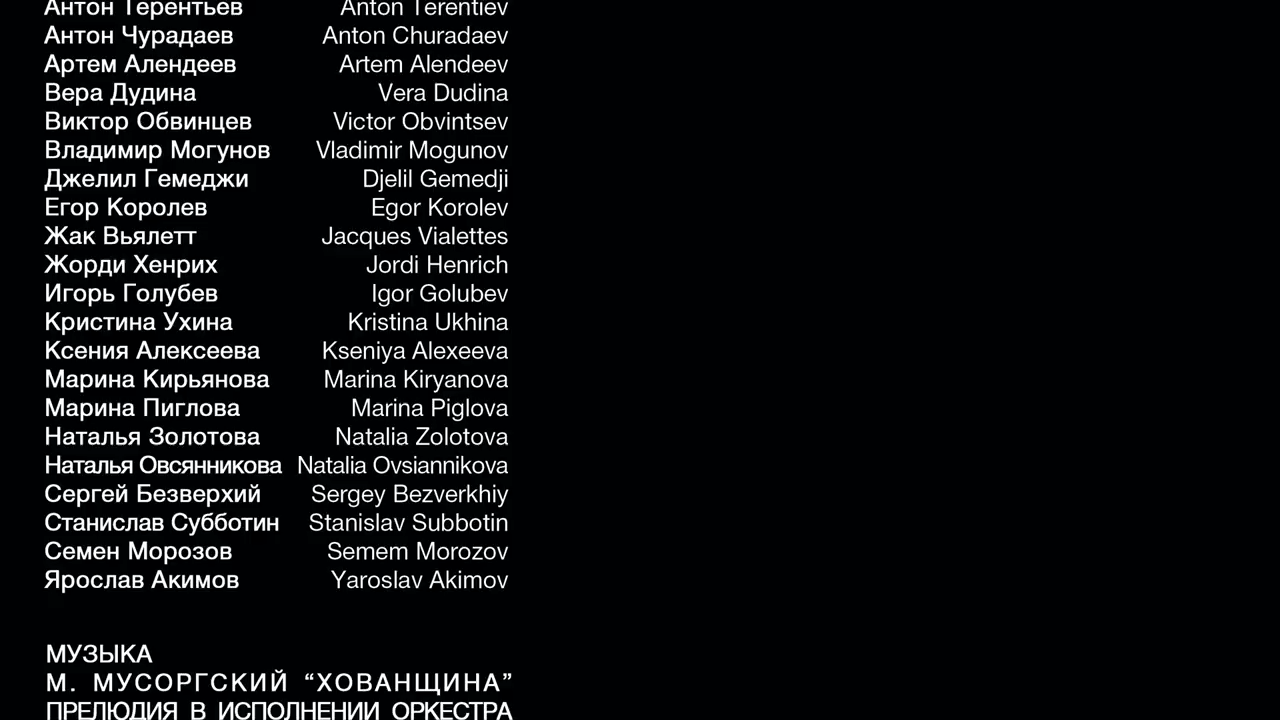 Антон Терентьев Anton Terentiev
Антон Чурадаев Anton Churadaev
Артем Алендеев Artem Alendeev
Вера Дудина Vera Dudina
Виктор Обвинцев Victor Obvintsev
Владимир Могунов Vladimir Mogunov
Джелил Гемеджи Djelil Gemedji
Егор Королев Egor Korolev
Жак Вьялетт Jacques Vialettes
Жорди Хенрих Jordi Henrich
Игорь Голубев Igor Golubev
Кристина Ухина Kristina Ukhina
Ксения Алексеева Kseniya Alexeeva
Марина Кирьянова Marina Kiryanova
Марина Пиглова Marina Piglova
Наталья Золотова Natalia Zolotova
Наталья Овсянникова Natalia Ovsiannikova
Сергей Безверхий Sergey Bezverkhiy
Станислав Субботин Stanislav Subbotin
Семен Морозов Semem Morozov
Ярослав Акимов Yaroslav Akimov
МУЗЫКА
М. МУСОРГСКИЙ “ХОВАНЩИНА”
ПРЕЛЮДИЯ В ИСПОЛНЕНИИ ОРКЕСТРА